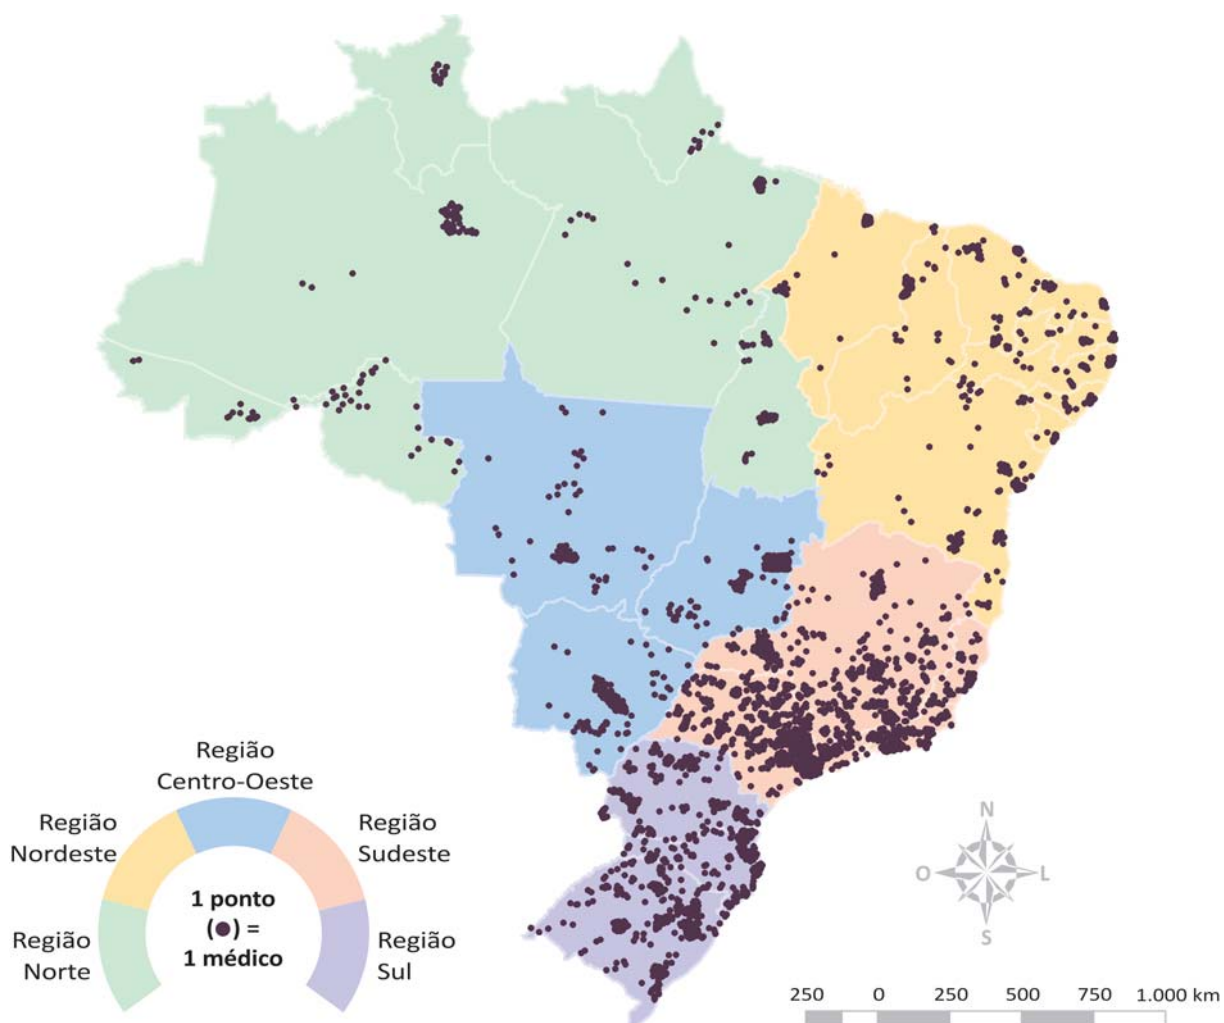 Região
Centro-Oeste
Região
Nordeste
Região
Sudeste
Região
Norte
Região
Sul
1 ponto
(●) =
1 médico
N
O
L
S
250 0 250 500 750 1.000 km